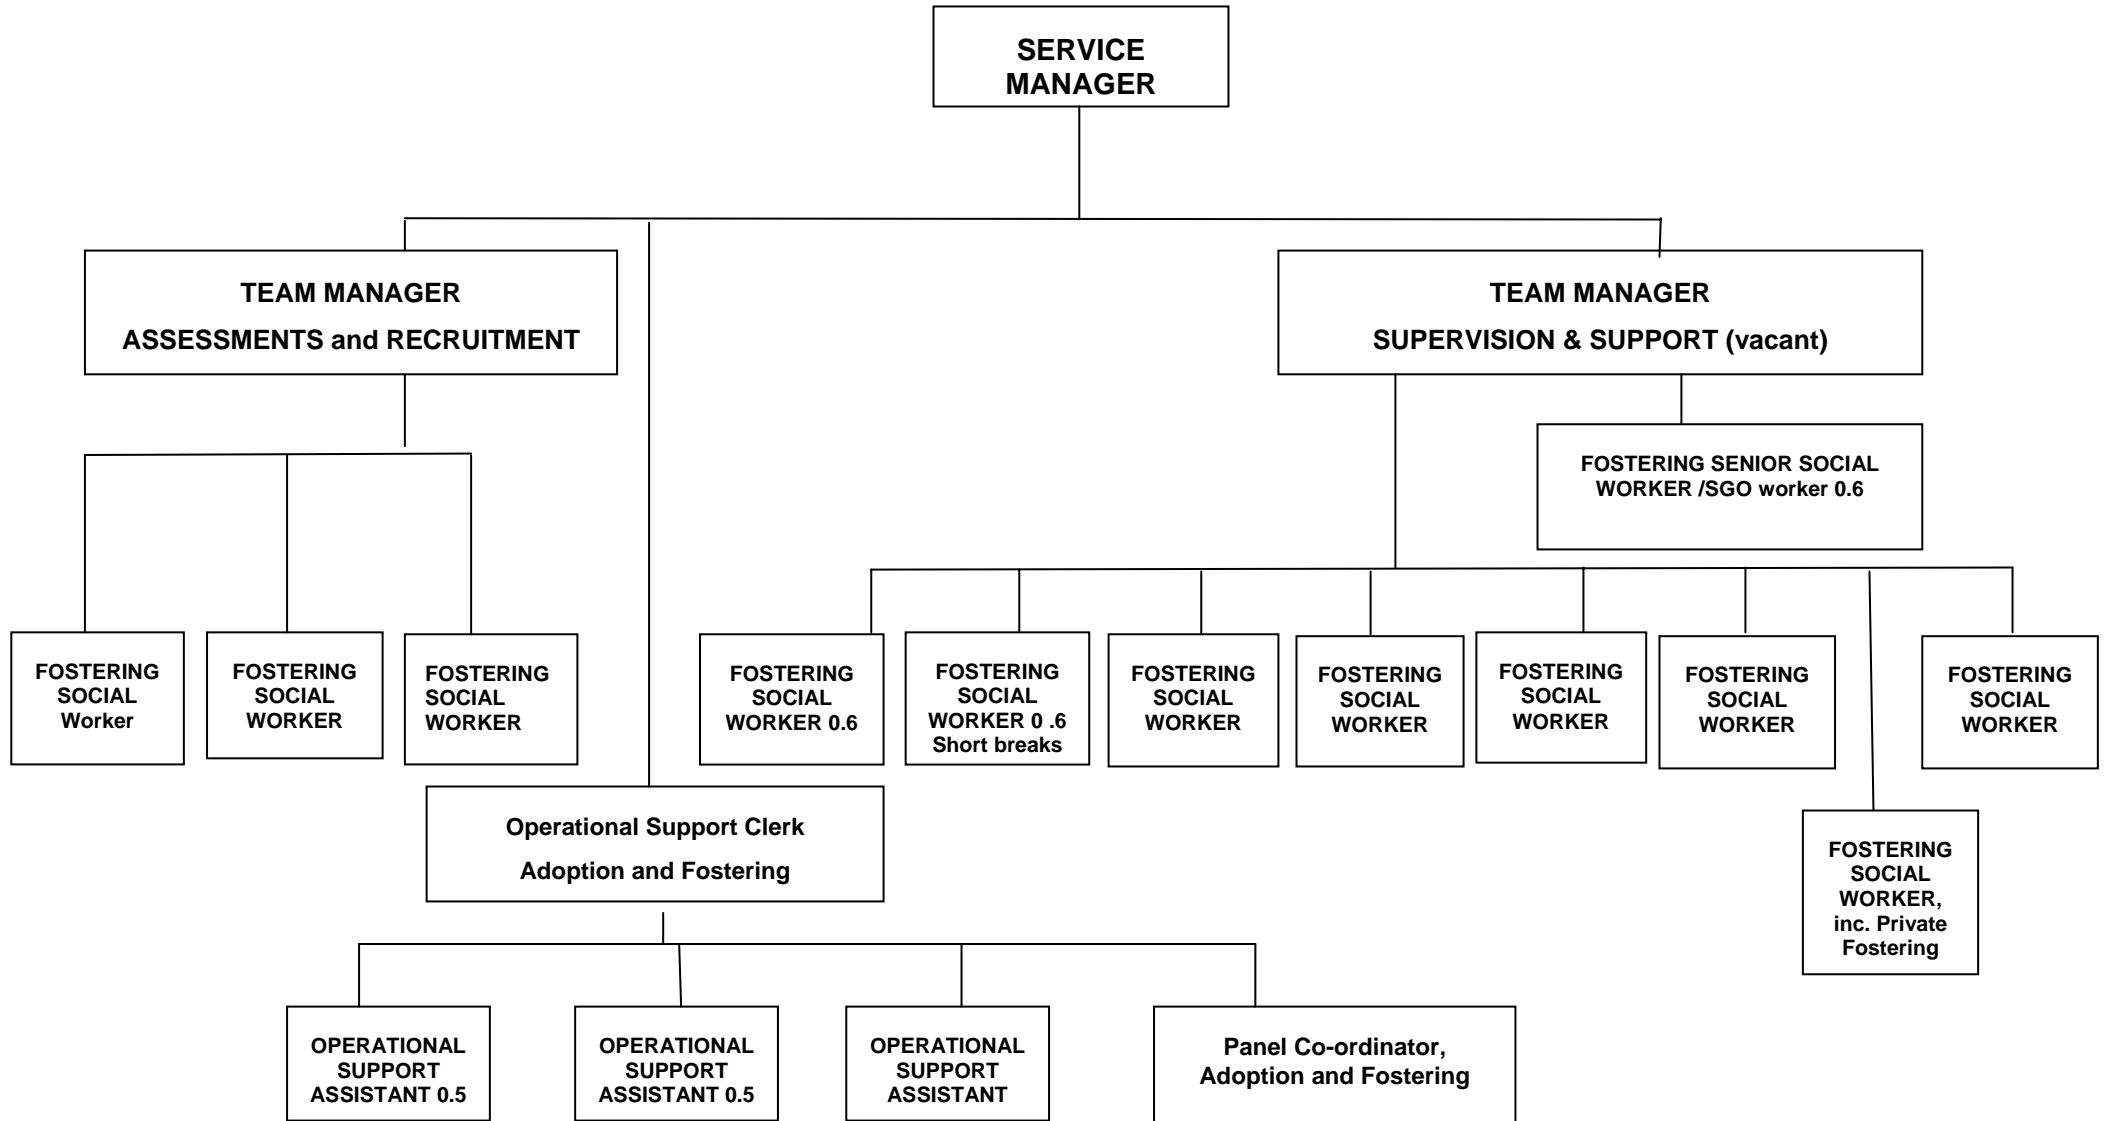 SERVICE
MANAGER
TEAM MANAGER
ASSESSMENTS and RECRUITMENT
TEAM MANAGER
SUPERVISION & SUPPORT (vacant)
FOSTERING SENIOR SOCIAL
WORKER /SGO worker 0.6
FOSTERING
SOCIAL
Worker
FOSTERING
SOCIAL
WORKER
FOSTERING
SOCIAL
WORKER
FOSTERING
SOCIAL
WORKER 0.6
FOSTERING
SOCIAL
WORKER 0 .6
Short breaks
FOSTERING
SOCIAL
WORKER
FOSTERING
SOCIAL
WORKER
FOSTERING
SOCIAL
WORKER
FOSTERING
SOCIAL
WORKER
FOSTERING
SOCIAL
WORKER
Operational Support Clerk
Adoption and Fostering
FOSTERING
SOCIAL
WORKER,
inc. Private
Fostering
OPERATIONAL
SUPPORT
ASSISTANT 0.5
OPERATIONAL
SUPPORT
ASSISTANT 0.5
OPERATIONAL
SUPPORT
ASSISTANT
Panel Co-ordinator,
Adoption and Fostering